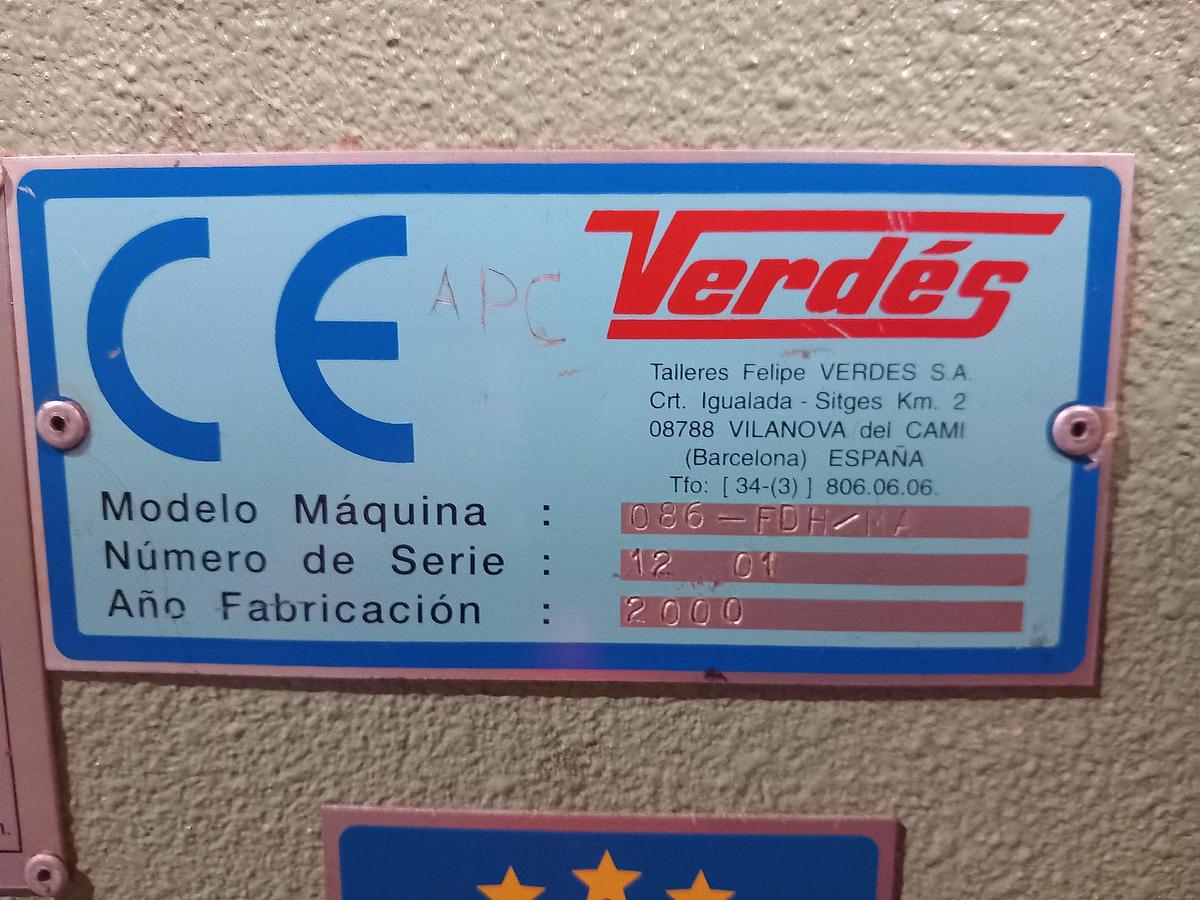 CE
APC
Verdés
Talleres Felipe VERDES S.A.
Crt. Igualada - Sitges Km. 2
08788 VILANOVA del CAMI
(Barcelona) ESPAÑA
Tfo: [ 34-(3) ] 806.06.06.
Modelo Máquina : 086-FDH/MA
Número de Serie : 12 01
Año Fabricación : 2000